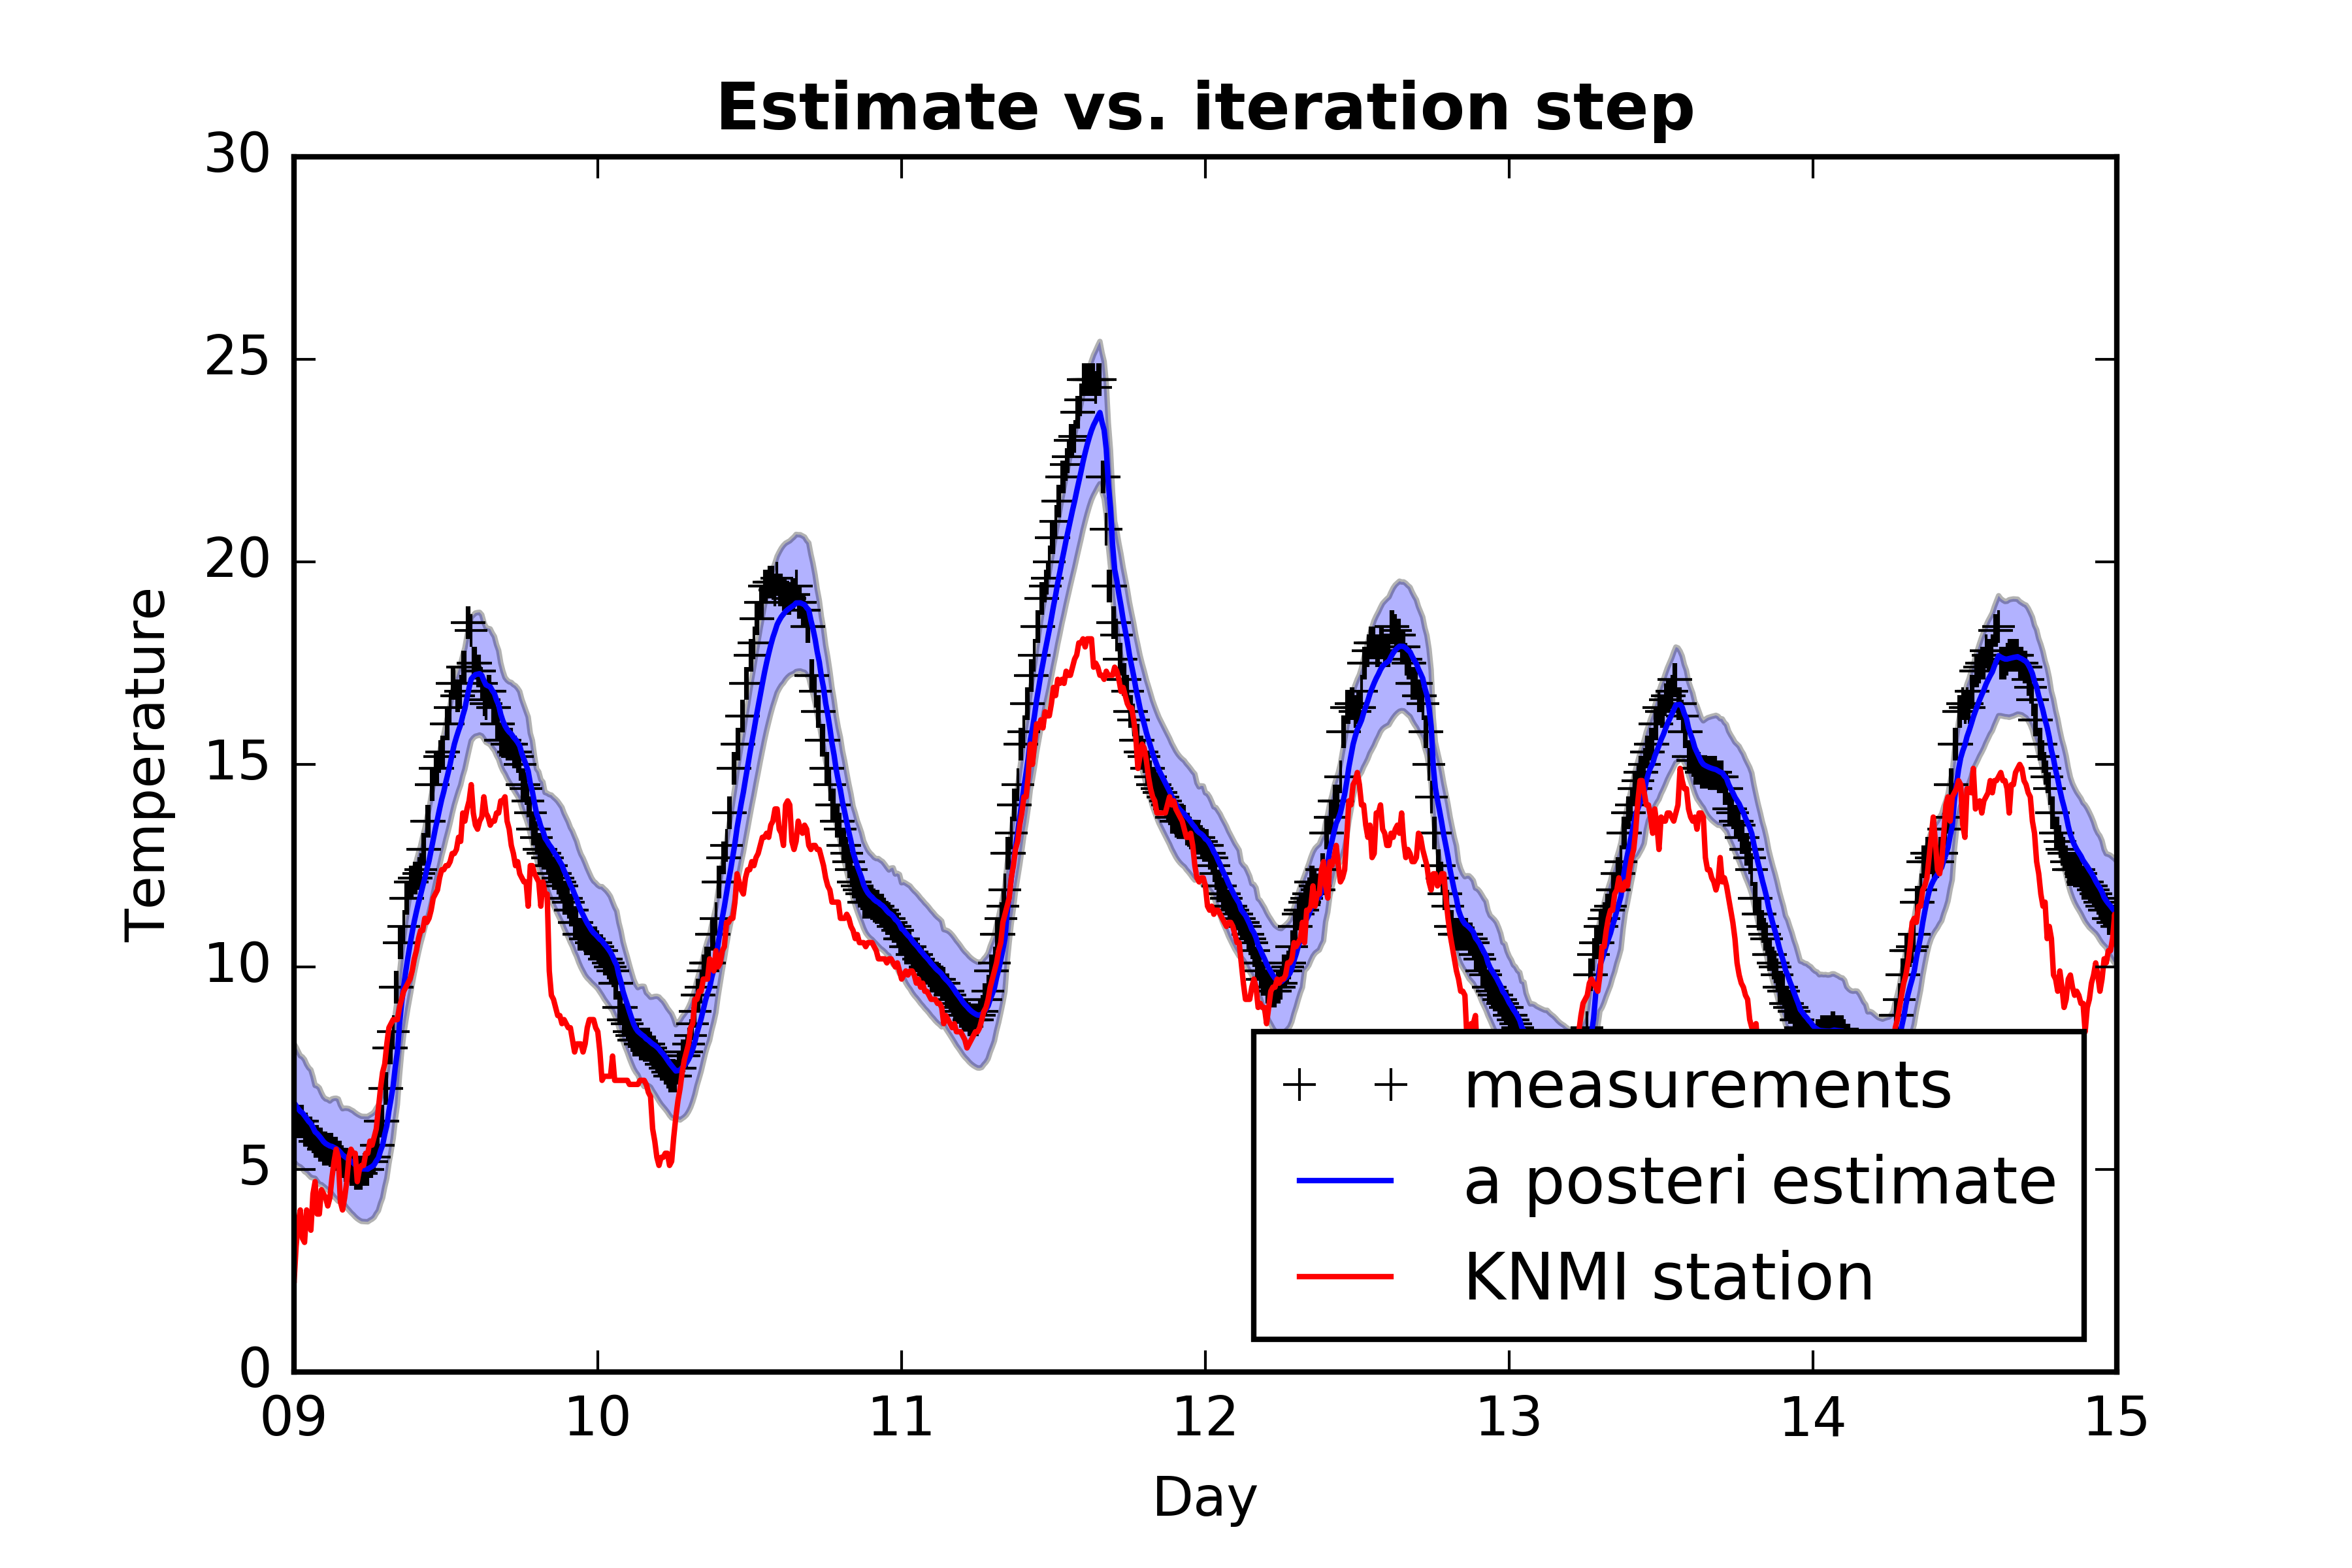 Estimate vs. iteration step
30
25
20
15
10
5
0
Temperature
09 10 11 12 13 14 15
Day
measurements
a posteri estimate
KNMI station